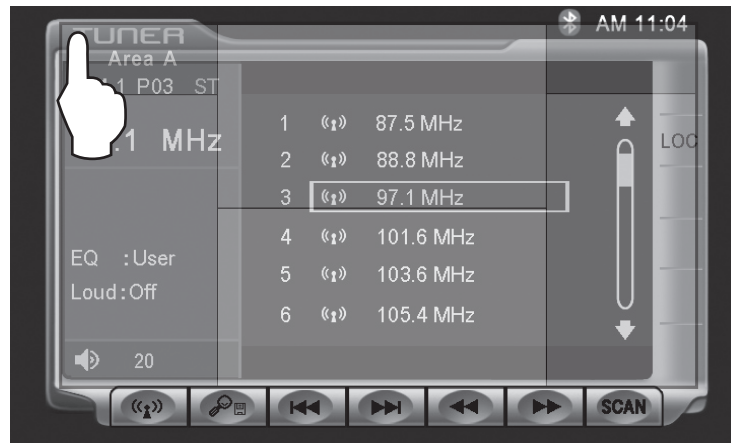 TUNER AM 11:04
Area A
1 P03 ST
.1 MHz
LOC
1 87.5 MHz
2 88.8 MHz
3 97.1 MHz
4 101.6 MHz
5 103.6 MHz
6 105.4 MHz
EQ : User
Loud : Off
20
SCAN